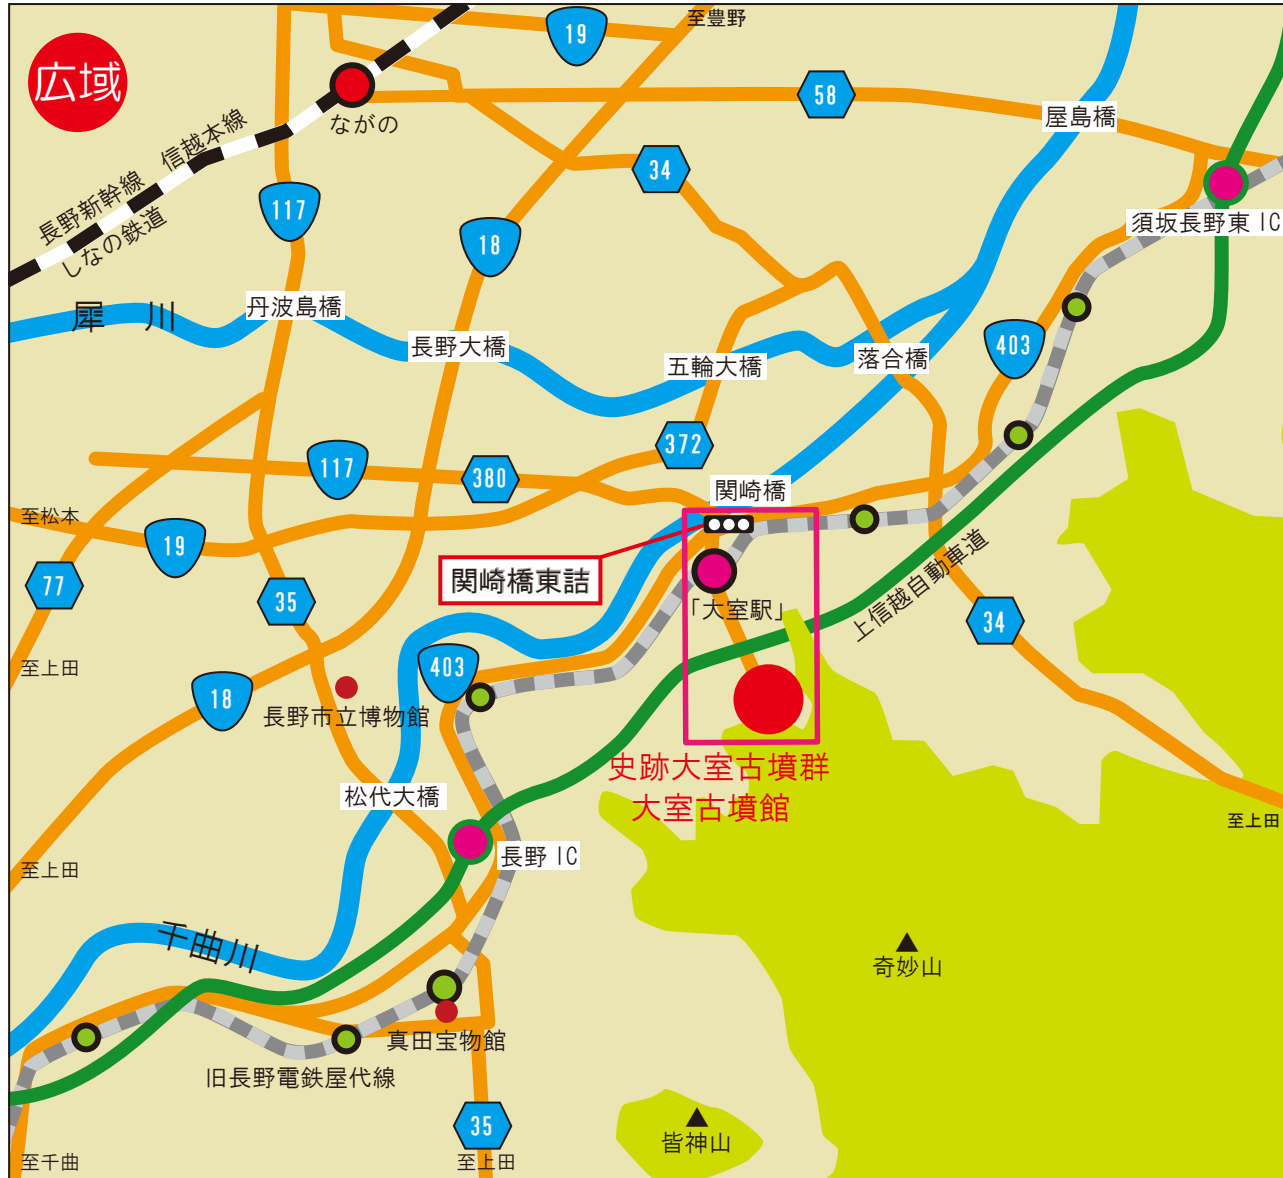 至豊野
19
広域
58
ながの
屋島橋
長野新幹線 信越本線
しなの鉄道
34
117
18
須坂長野東IC
犀川
丹波島橋
長野大橋
五輪大橋
落合橋
403
372
117
380
関崎橋
至松本
19
関崎橋東詰
77
35
「大室駅」
上信越自動車道
34
至上田
403
18
長野市立博物館
史跡大室古墳群
大室古墳館
松代大橋
至上田
長野IC
至上田
千曲川
奇妙山
真田宝物館
旧長野電鉄屋代線
35
皆神山
至千曲
至上田